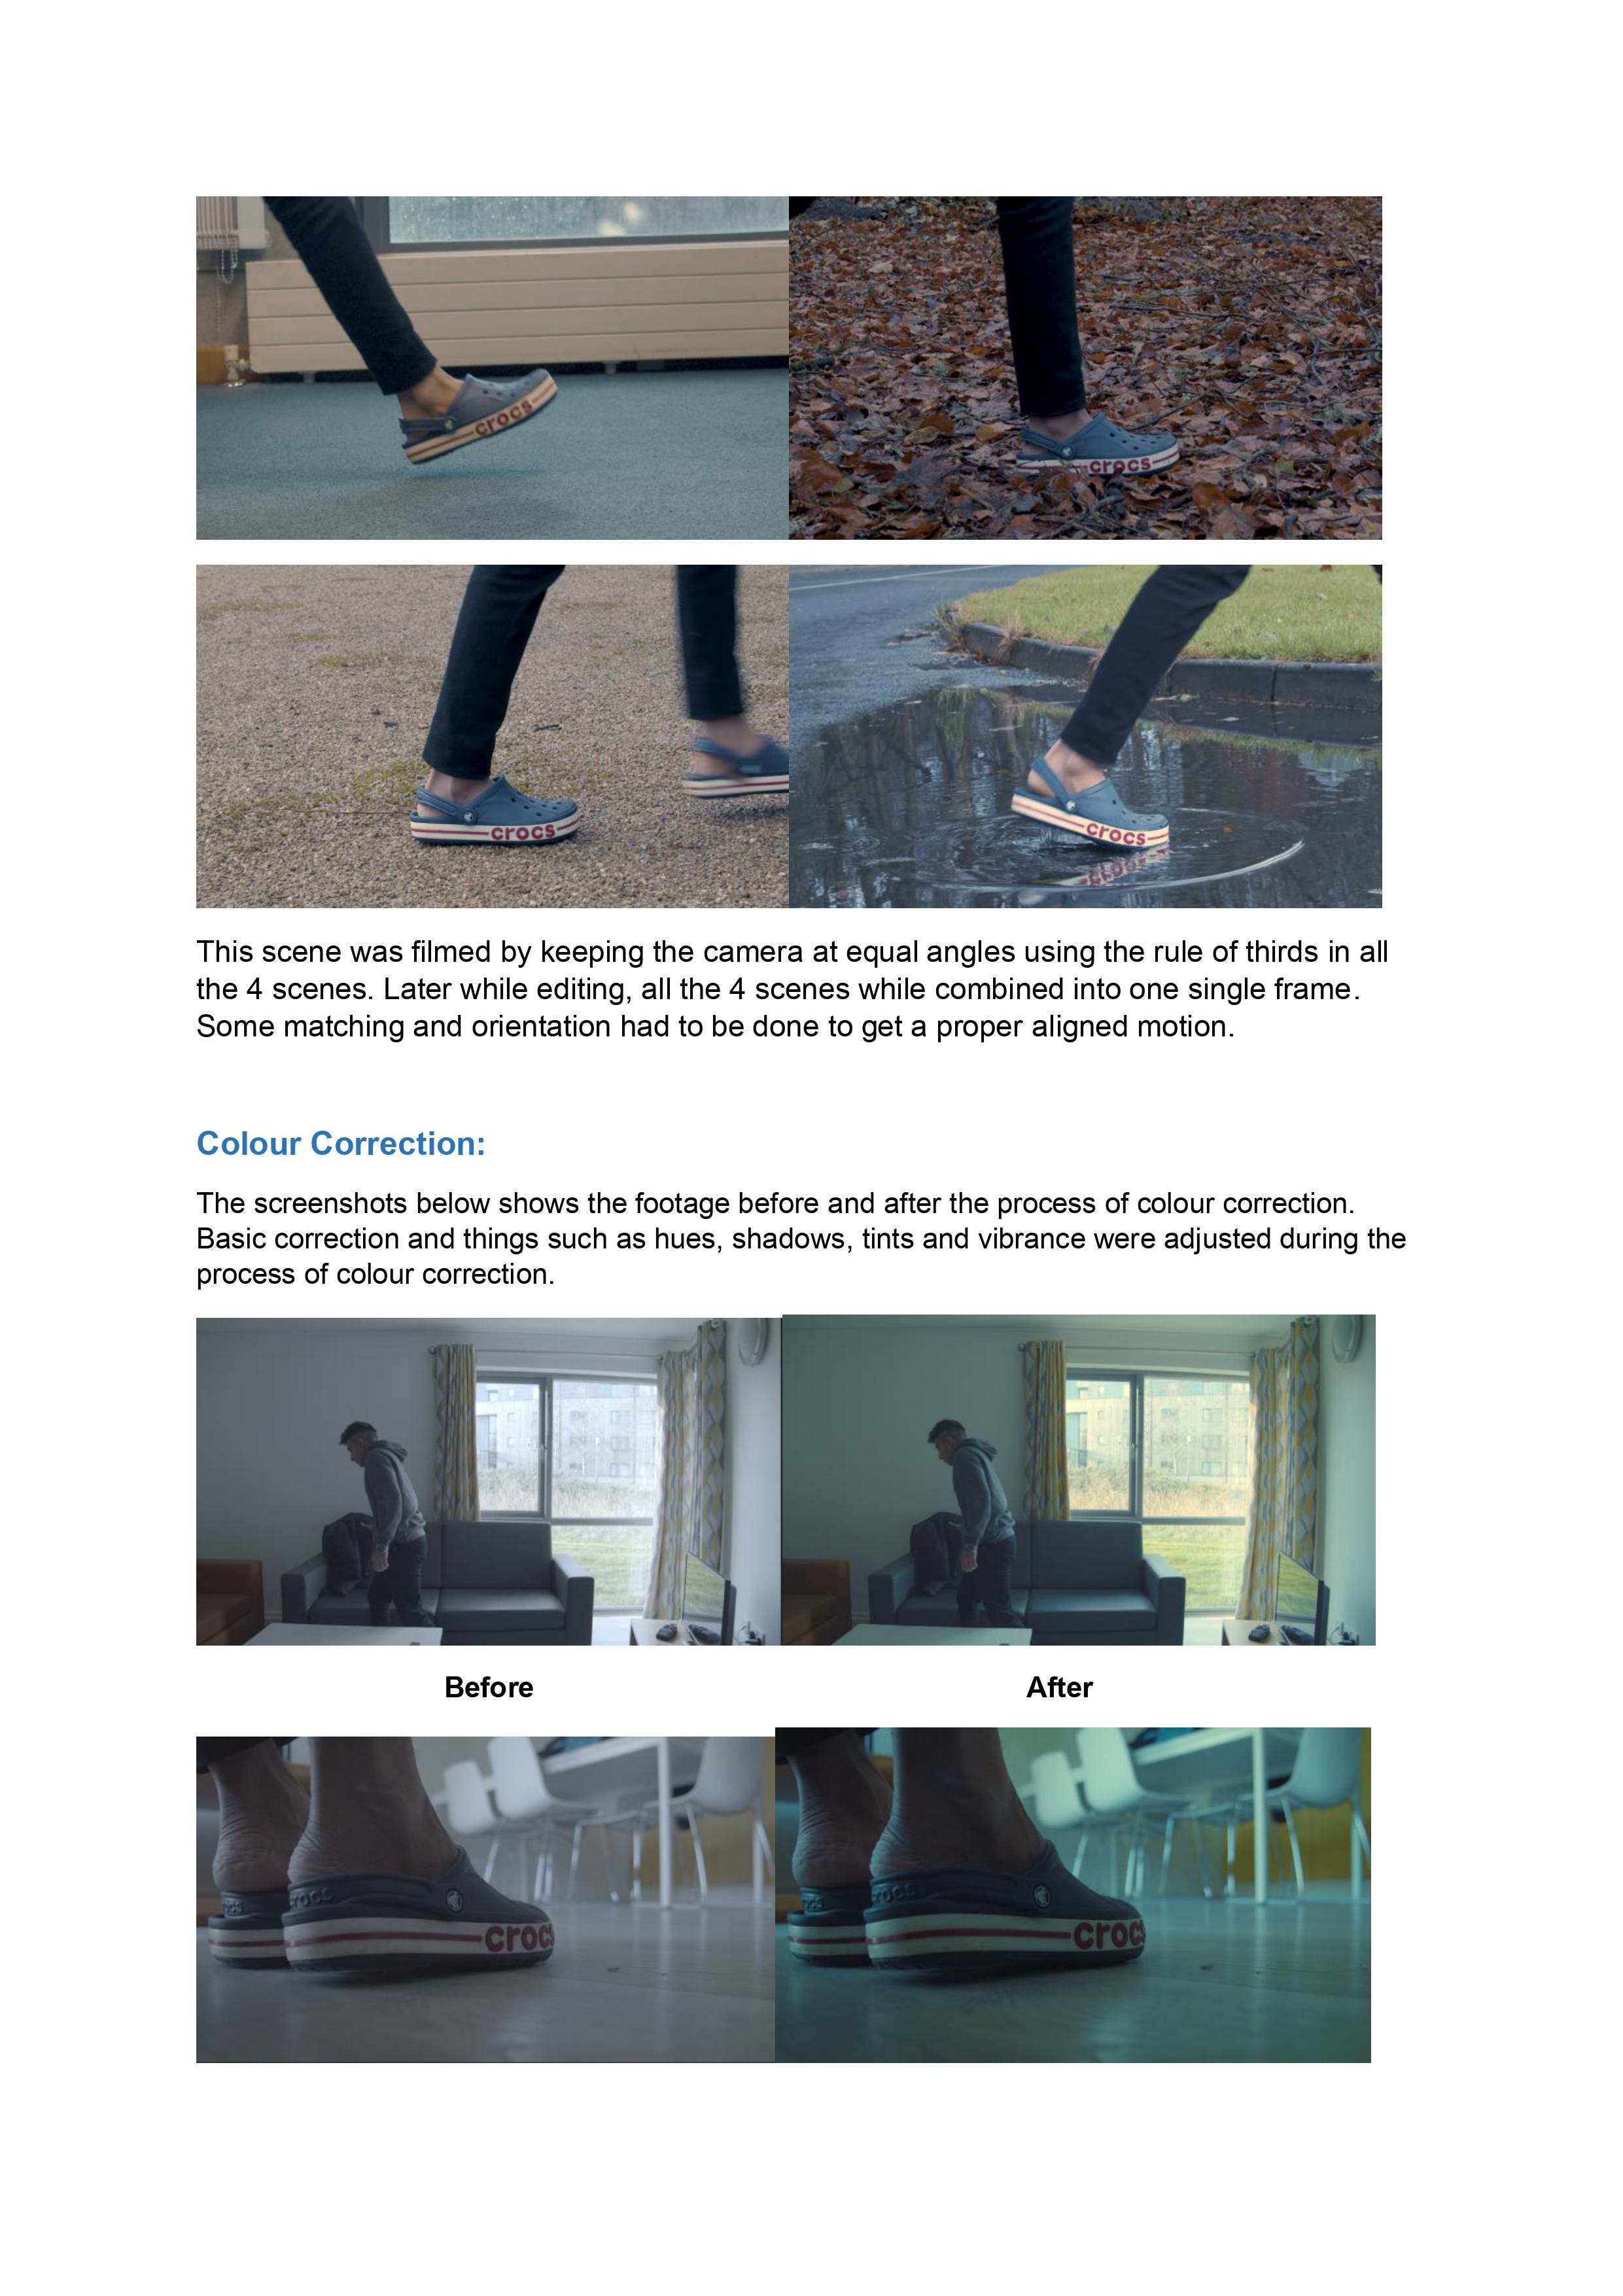 crocs
crocs
crocs
crocs
This scene was filmed by keeping the camera at equal angles using the rule of thirds in all
the 4 scenes. Later while editing, all the 4 scenes while combined into one single frame.
Some matching and orientation had to be done to get a proper aligned motion.
Colour Correction:
The screenshots below shows the footage before and after the process of colour correction.
Basic correction and things such as hues, shadows, tints and vibrance were adjusted during the
process of colour correction.
Before After
crocs
crocs